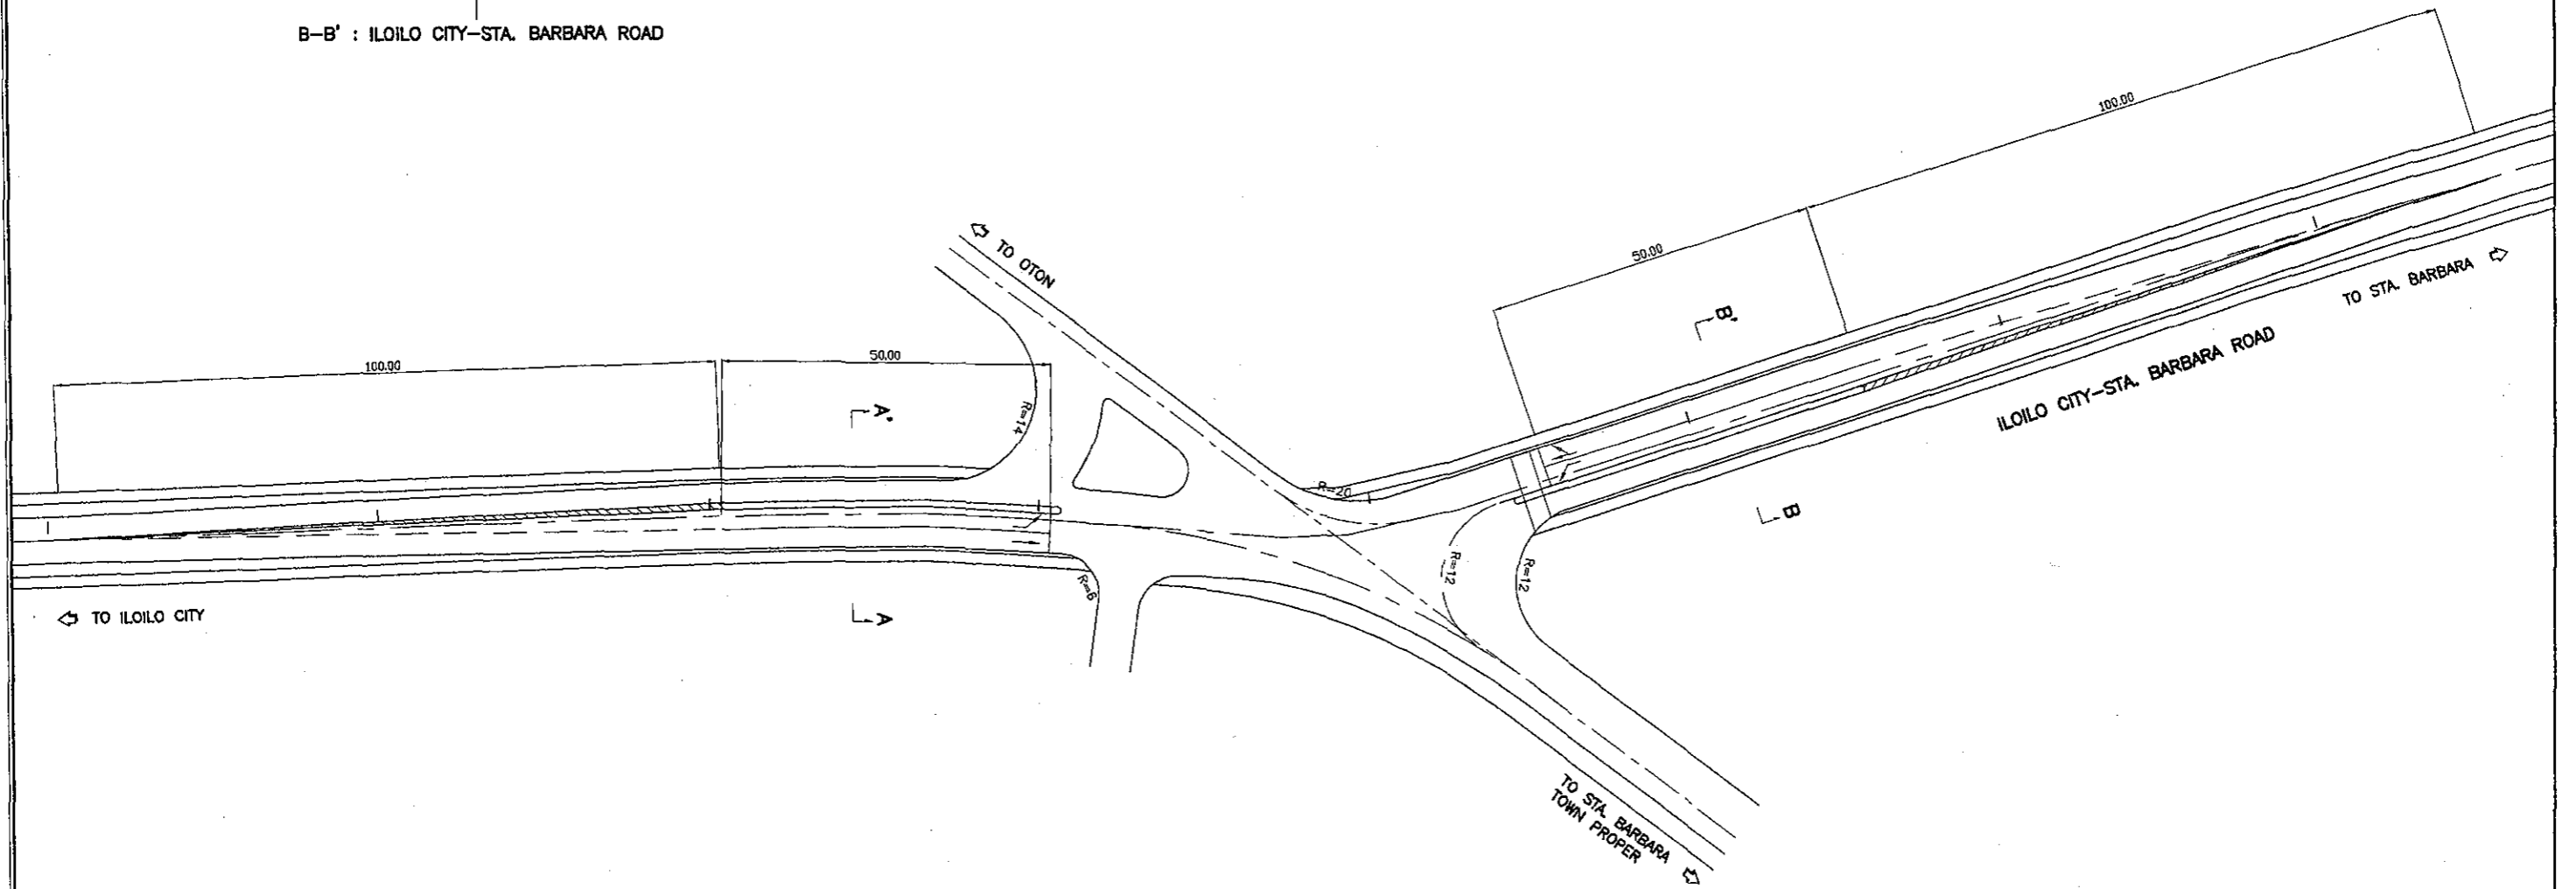 B-B' : ILOILO CITY-STA. BARBARA ROAD
100.00
50.00
TO OTON
TO STA. BARBARA
ILOILO CITY-STA. BARBARA ROAD
B'
B
100.00
50.00
A'
A
R=14
R=20
R=12
R=12
R=6
TO ILOILO CITY
TO STA. BARBARA
TOWN PROPER